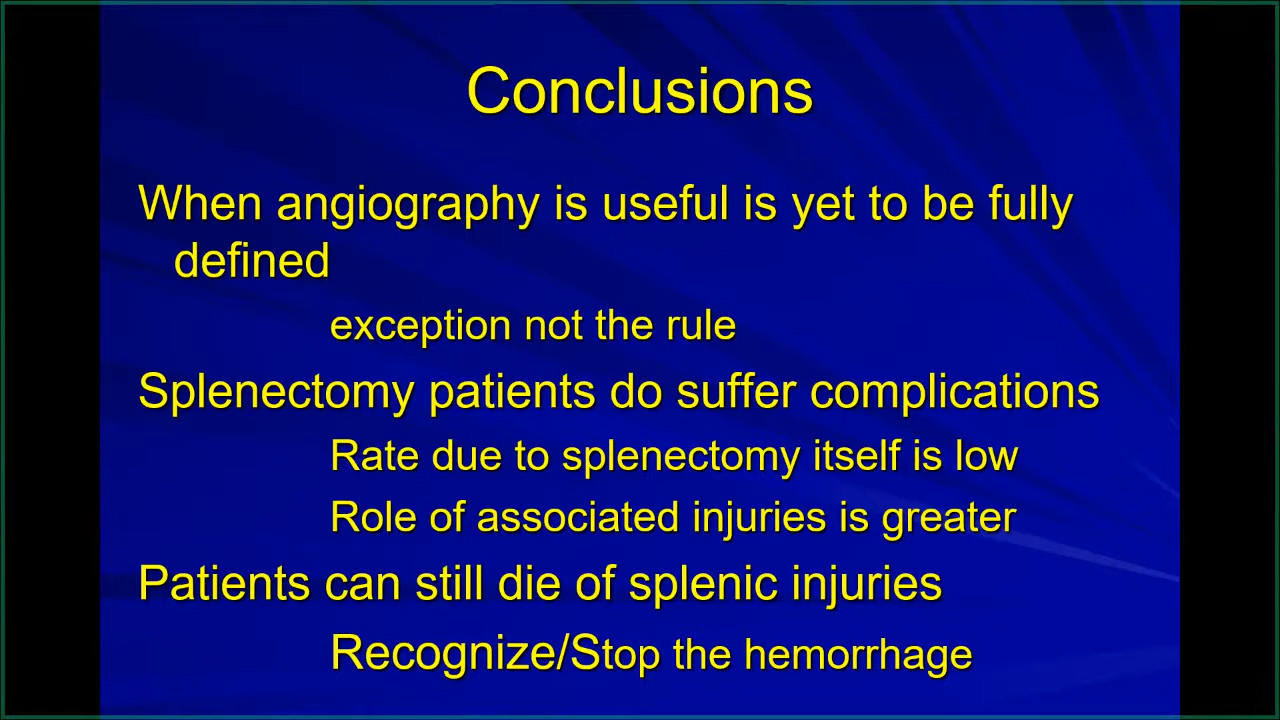 Conclusions
When angiography is useful is yet to be fully
defined
exception not the rule
Splenectomy patients do suffer complications
Rate due to splenectomy itself is low
Role of associated injuries is greater
Patients can still die of splenic injuries
Recognize/Stop the hemorrhage